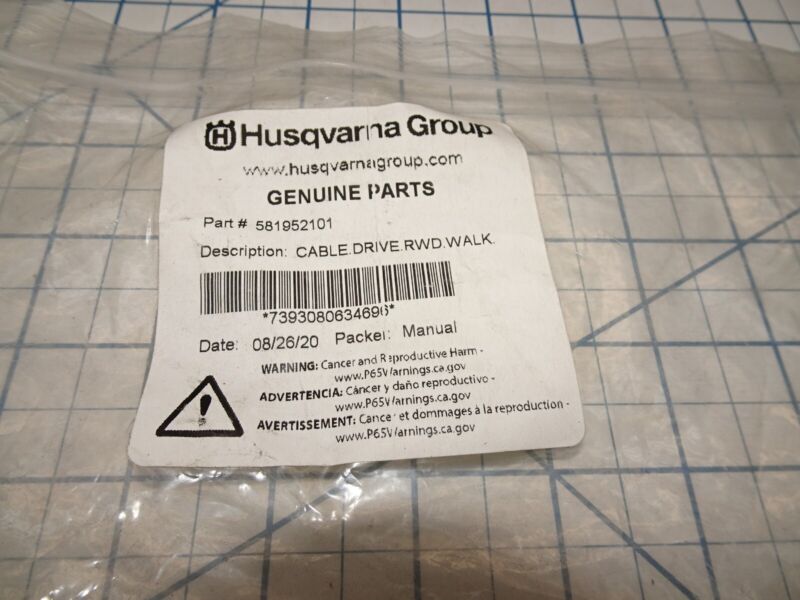 H Husqvarna Group
www.husqvarnagroup.com
GENUINE PARTS
Part # 581952101
Description: CABLE.DRIVE.RWD.WALK.
*7393080634696*
Date: 08/26/20 Packer: Manual
WARNING: Cancer and Reproductive Harm -
www.P65Warnings.ca.gov
ADVERTENCIA: Cáncer y daño reproductivo -
www.P65Warnings.ca.gov
AVERTISSEMENT: Cancer et dommages à la reproduction -
www.P65Warnings.ca.gov
!